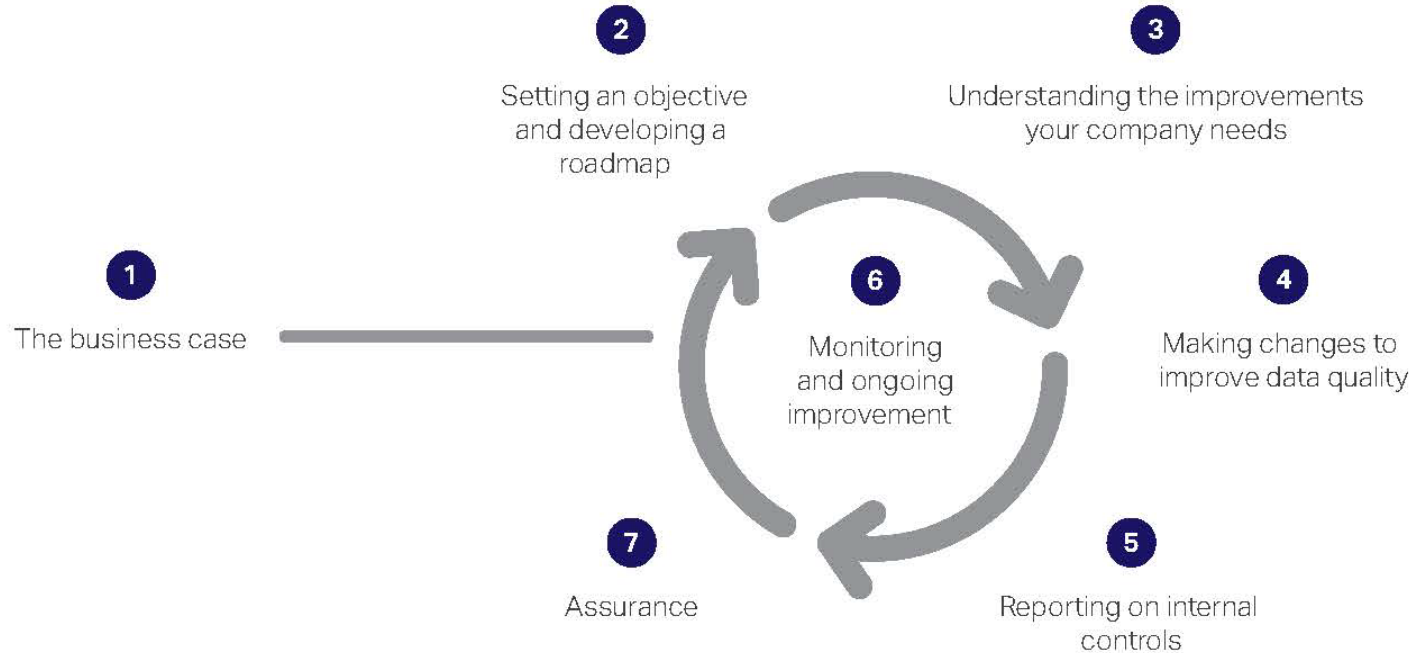 1
The business case
2
Setting an objective
and developing a
roadmap
3
Understanding the improvements
your company needs
4
Making changes to
improve data quality
5
Reporting on internal
controls
6
Monitoring
and ongoing
improvement
7
Assurance